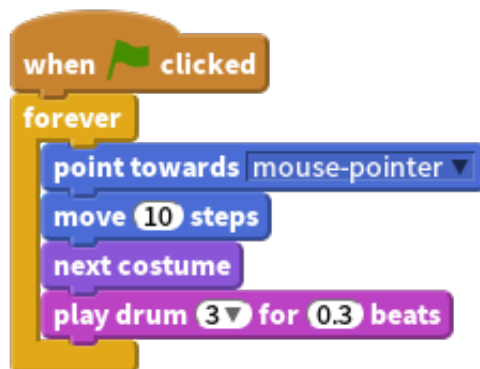 when clicked
forever
point towards mouse-pointer
move 10 steps
next costume
play drum 3 for 0.3 beats